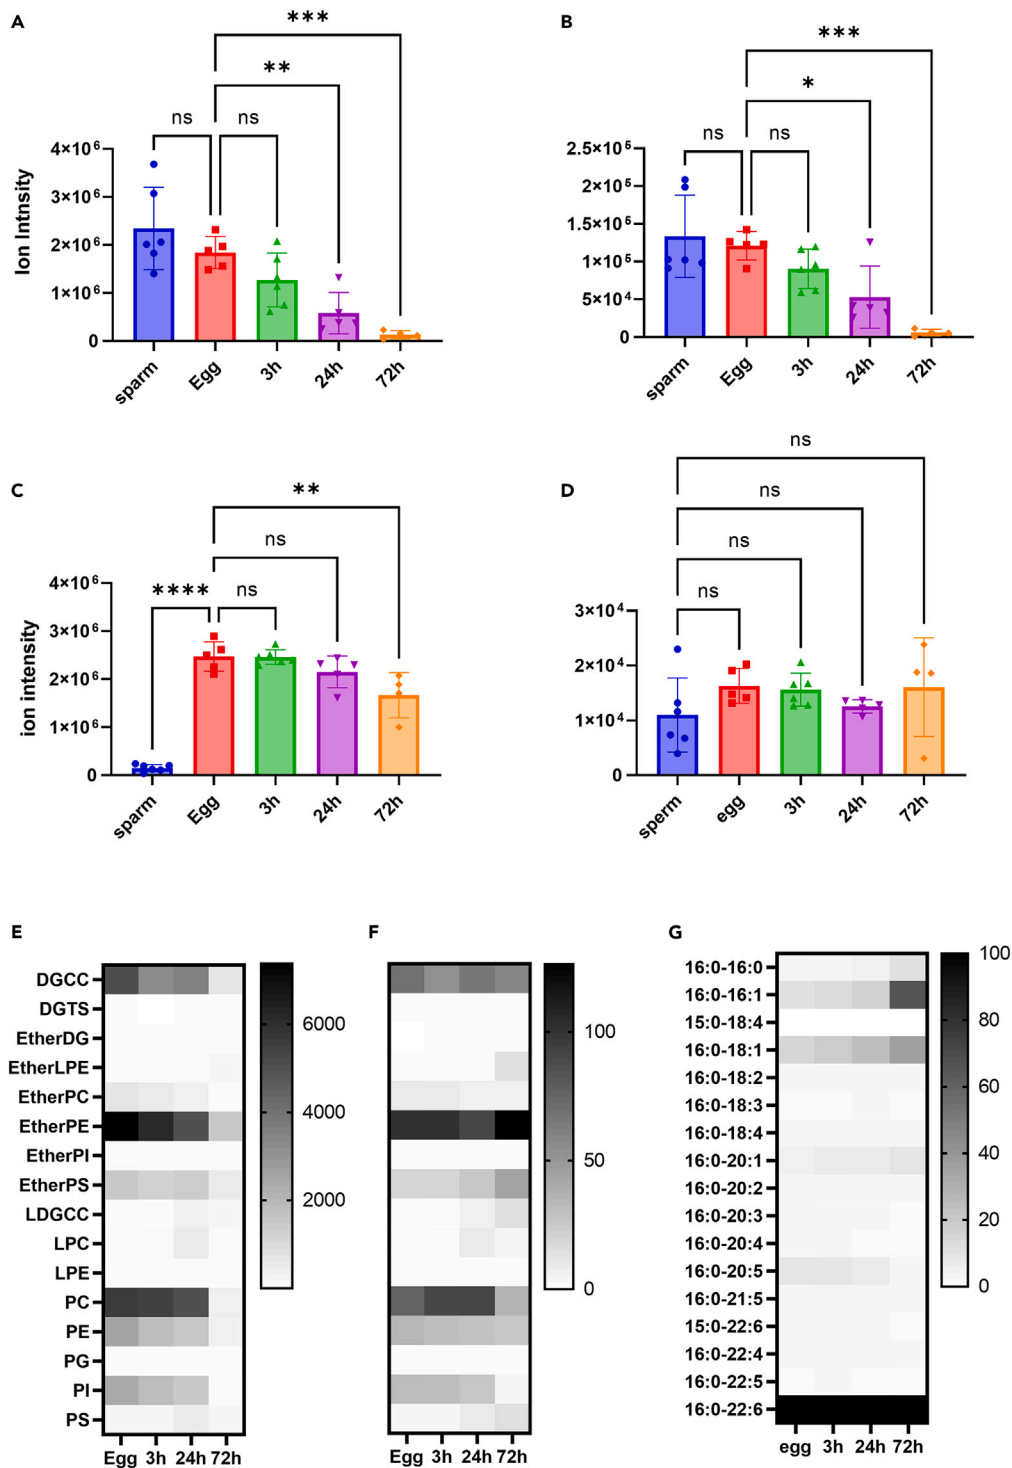 A
***
**
ns
ns
4×10⁶
3×10⁶
2×10⁶
1×10⁶
0
Ion Intnsity
sparm
Egg
3h
24h
72h
B
***
*
ns
ns
2.5×10⁵
2×10⁵
1.5×10⁵
1×10⁵
5×10⁴
0
sparm
Egg
3h
24h
72h
C
**
ns
****
ns
4×10⁶
3×10⁶
2×10⁶
1×10⁶
0
ion intensity
sparm
Egg
3h
24h
72h
D
ns
ns
ns
ns
3×10⁴
2×10⁴
1×10⁴
0
sperm
egg
3h
24h
72h
E
DGCC
DGTS
EtherDG
EtherLPE
EtherPC
EtherPE
EtherPI
EtherPS
LDGCC
LPC
LPE
PC
PE
PG
PI
PS
Egg 3h 24h 72h
6000
4000
2000
F
Egg 3h 24h 72h
100
50
0
G
16:0-16:0
16:0-16:1
15:0-18:4
16:0-18:1
16:0-18:2
16:0-18:3
16:0-18:4
16:0-20:1
16:0-20:2
16:0-20:3
16:0-20:4
16:0-20:5
16:0-21:5
15:0-22:6
16:0-22:4
16:0-22:5
16:0-22:6
egg 3h 24h 72h
100
80
60
40
20
0